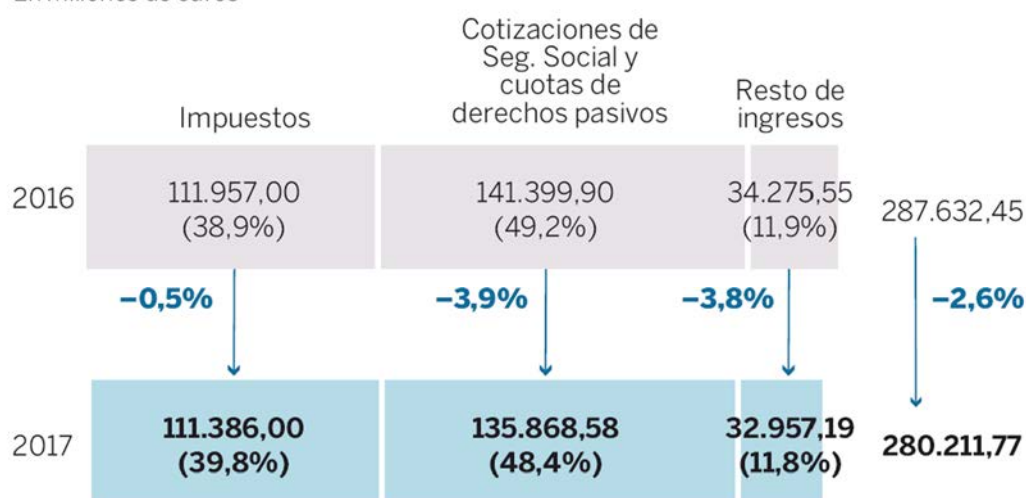 Cotizaciones de
Seg. Social y
cuotas de
derechos pasivos
Impuestos
Resto de
ingresos
2016
111.957,00
(38,9%)
141.399,90
(49,2%)
34.275,55
(11,9%)
287.632,45
–0,5%
–3,9%
–3,8%
–2,6%
2017
111.386,00
(39,8%)
135.868,58
(48,4%)
32.957,19
(11,8%)
280.211,77